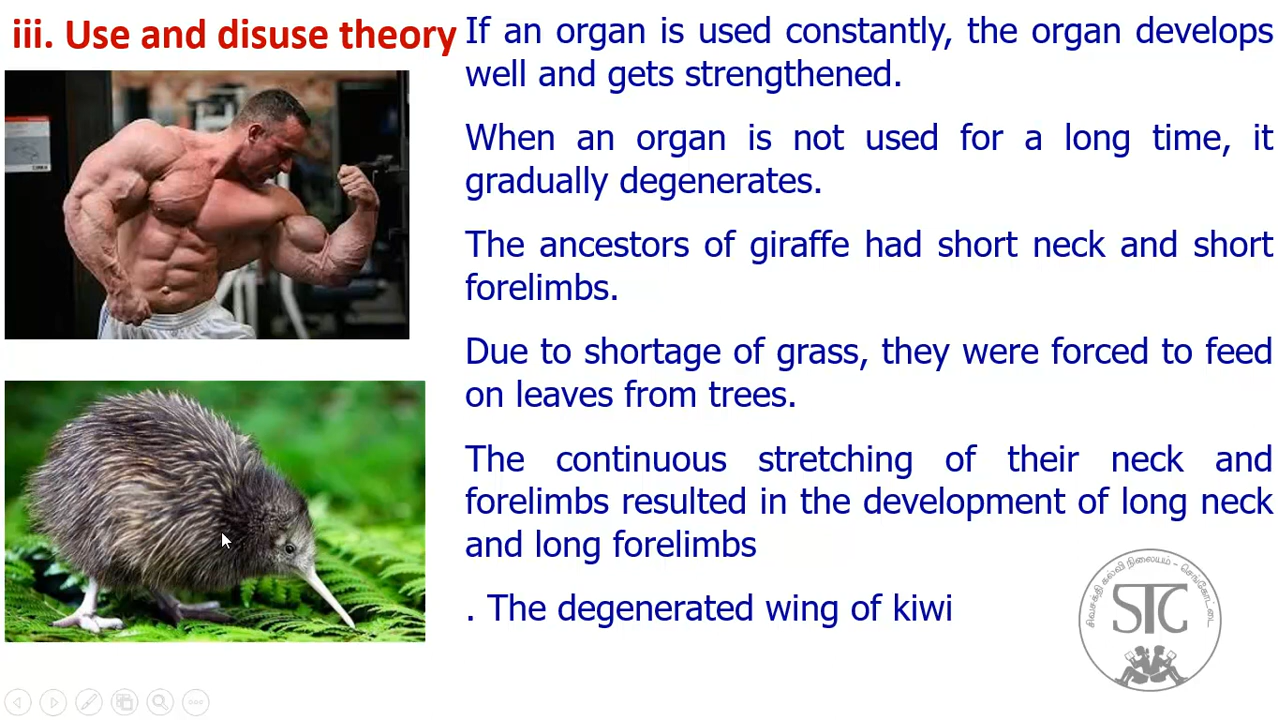 iii. Use and disuse theory
If an organ is used constantly, the organ develops
well and gets strengthened.
When an organ is not used for a long time, it
gradually degenerates.
The ancestors of giraffe had short neck and short
forelimbs.
Due to shortage of grass, they were forced to feed
on leaves from trees.
The continuous stretching of their neck and
forelimbs resulted in the development of long neck
and long forelimbs
. The degenerated wing of kiwi
சிவசக்தி கல்வி நிலையம் - செங்கோட்டை
STC